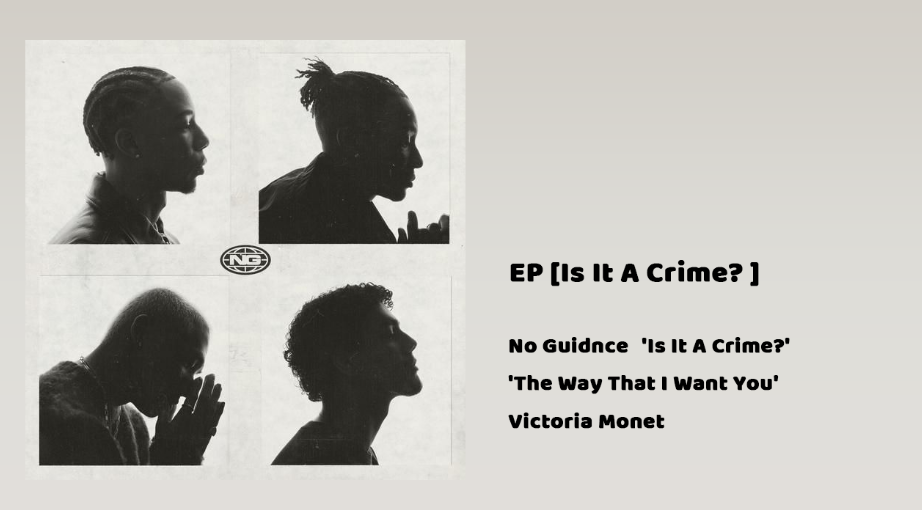 NG
EP [Is It A Crime? ]
No Guidnce 'Is It A Crime?'
'The Way That I Want You'
Victoria Monet